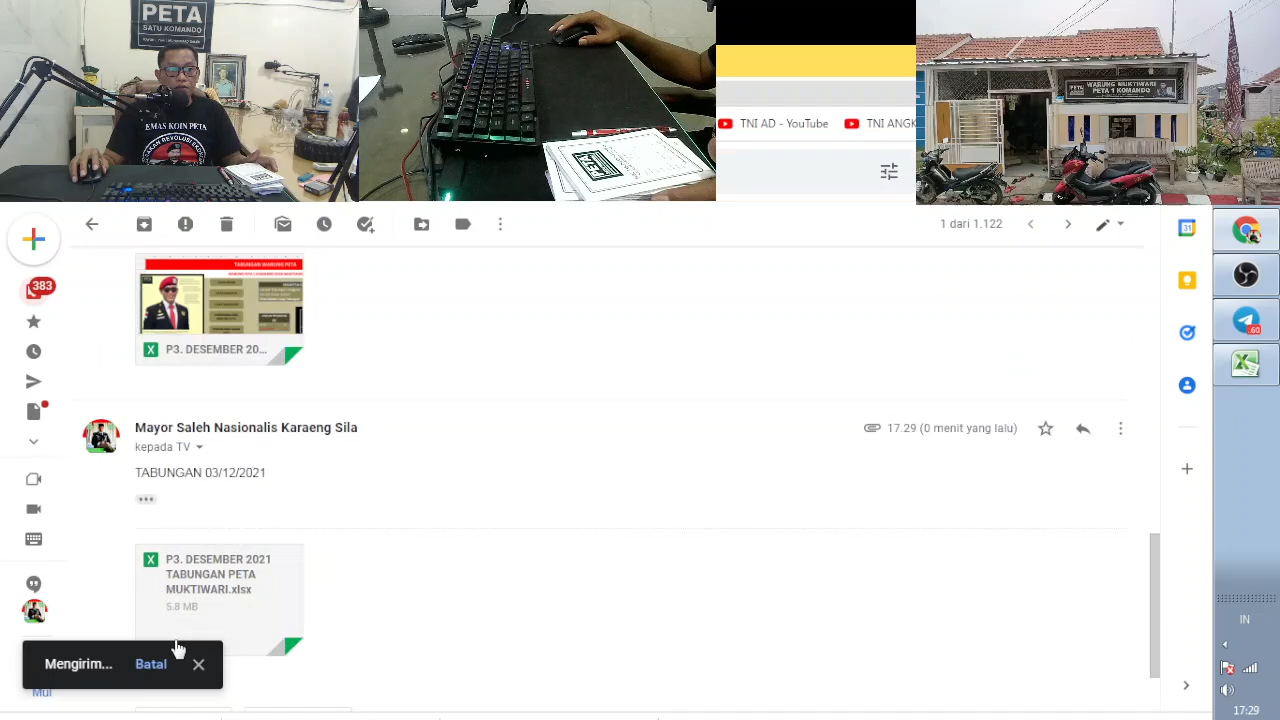 PETA
SATU KOMANDO
EMAS KOIN PETA
WARUNG MUKTIWARI
PETA 1 KOMANDO
TNI AD - YouTube
TNI ANGK
1 dari 1.122
383
TABUNGAN WARUNG PETA
P3. DESEMBER 20...
Mayor Saleh Nasionalis Karaeng Sila
17.29 (0 menit yang lalu)
kepada TV
TABUNGAN 03/12/2021
P3. DESEMBER 2021
TABUNGAN PETA
MUKTIWARI.xlsx
5.8 MB
Mengirim...
Batal
Mul
31
60
IN
17:29